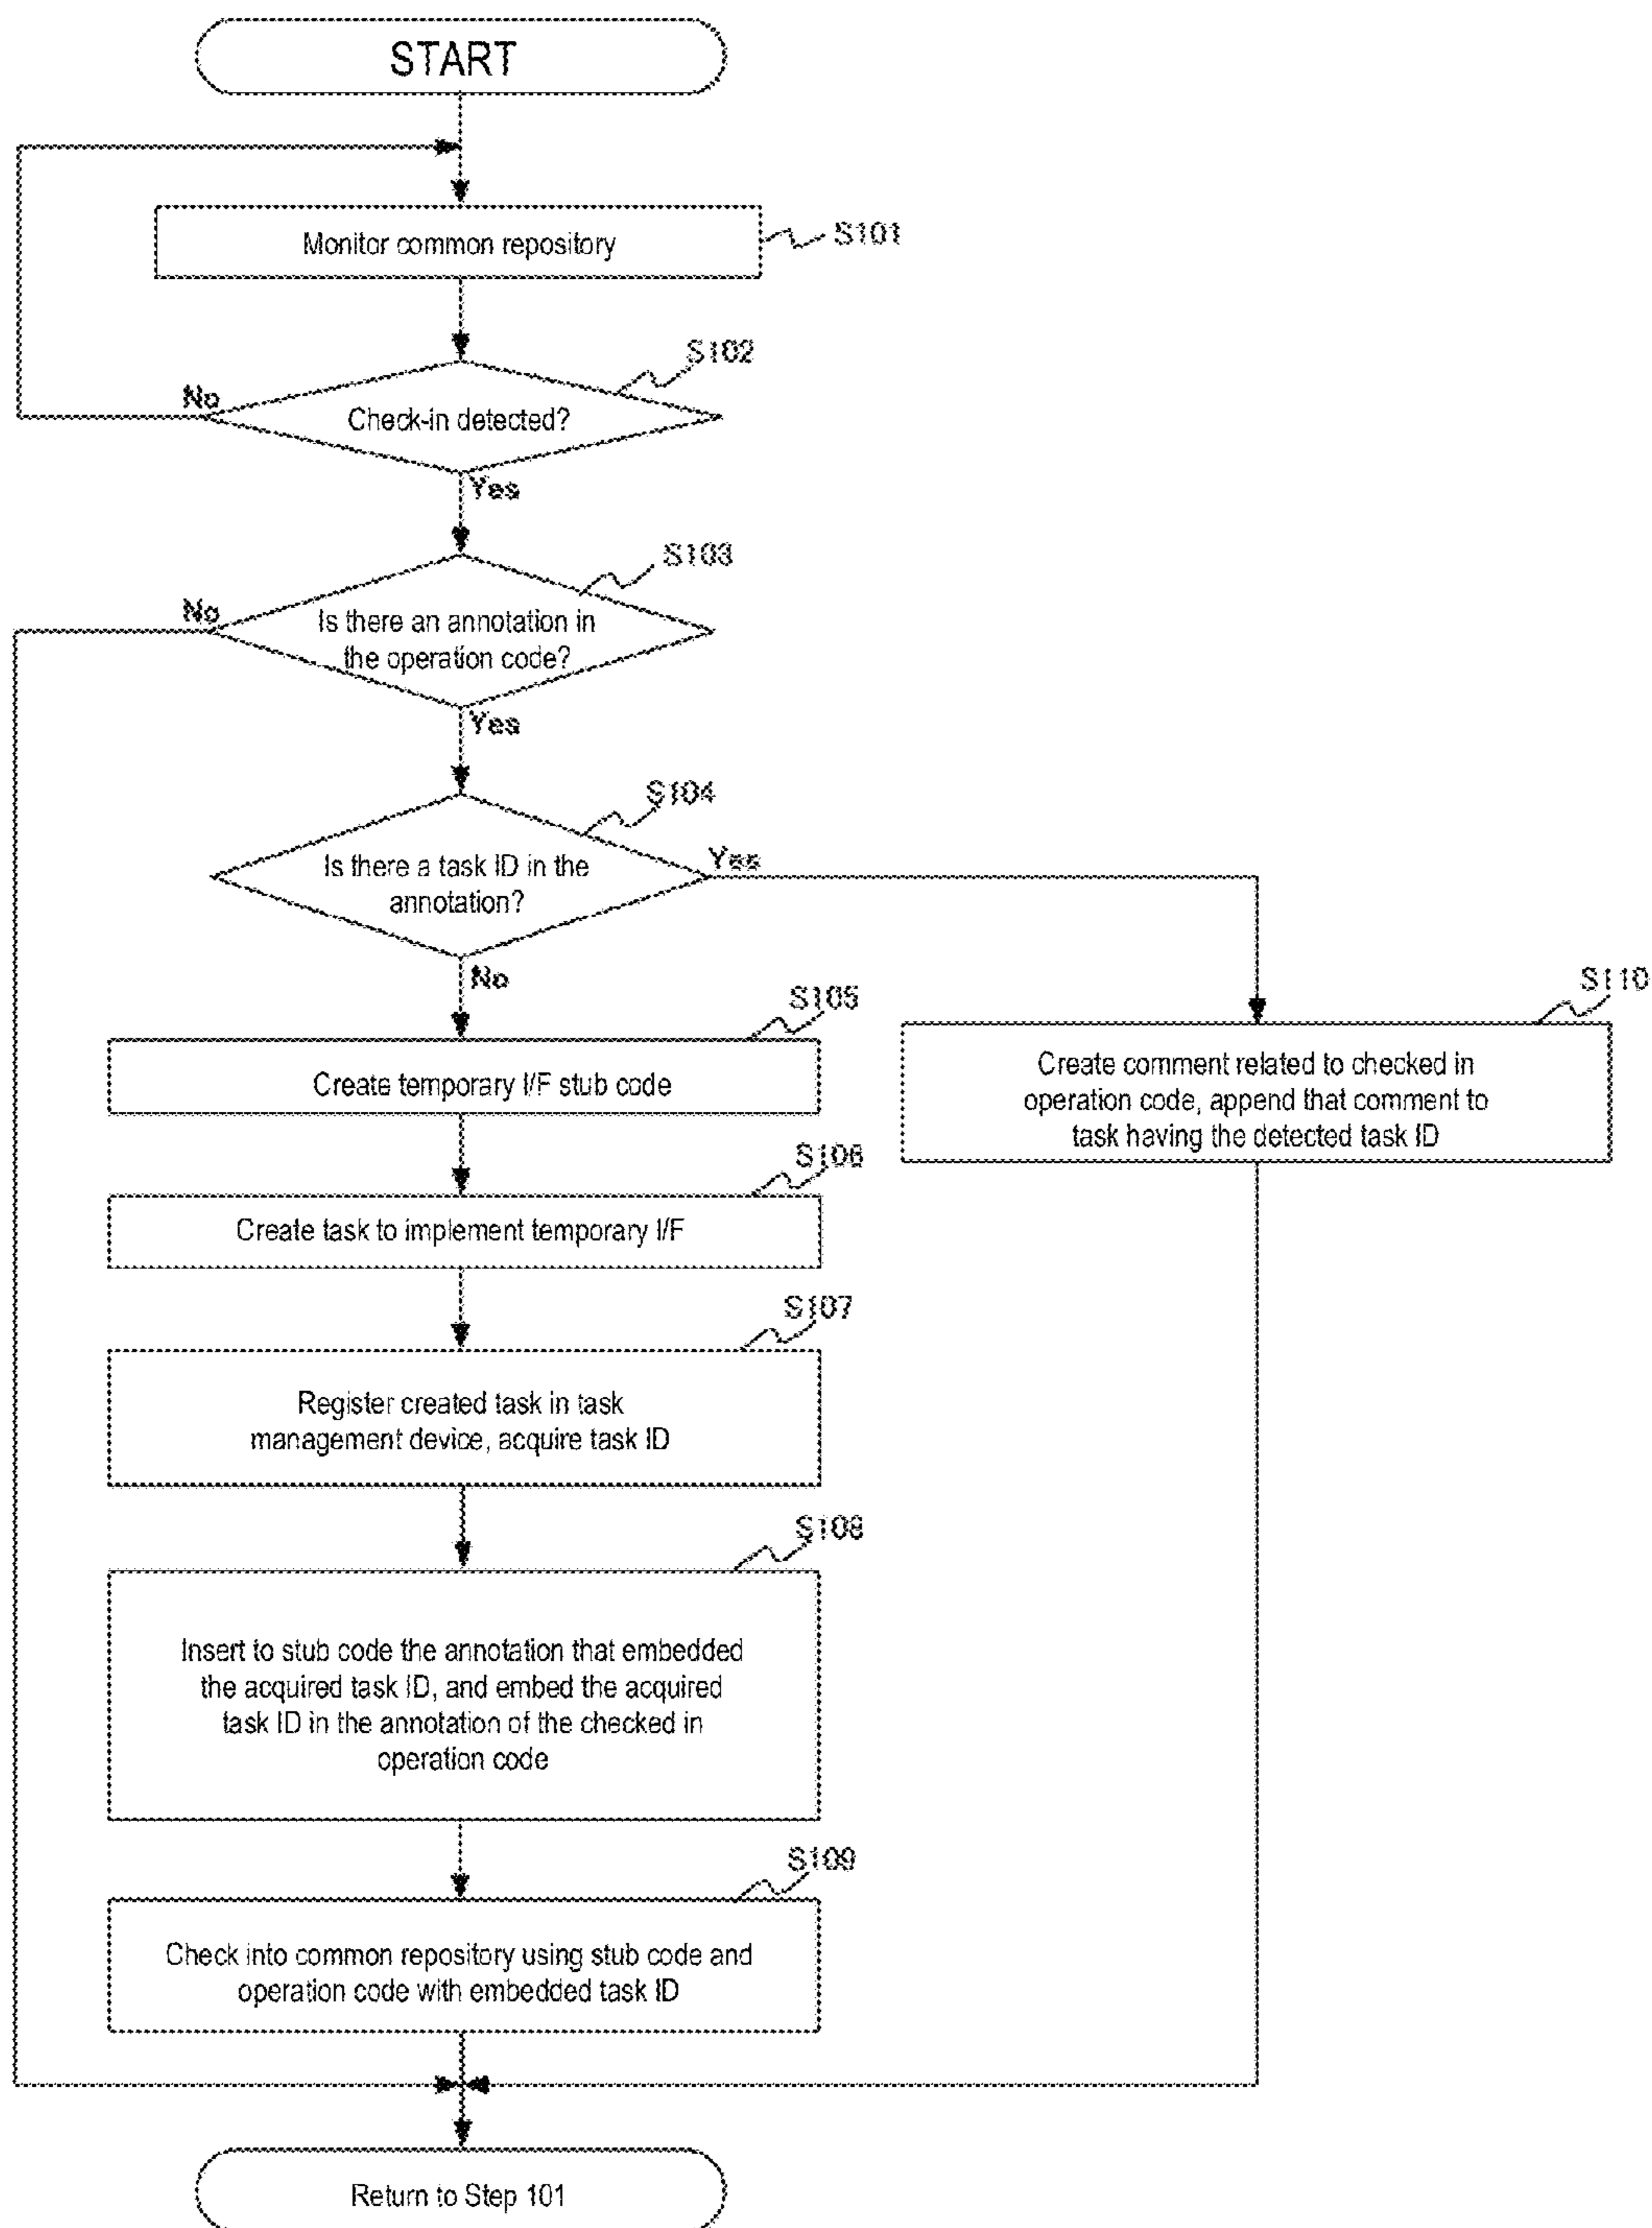 START
Monitor common repository
S101
S102
No
Check-in detected?
Yes
S103
No
Is there an annotation in
the operation code?
Yes
S104
Is there a task ID in the
annotation?
Yes
No
S105
Create temporary I/F stub code
S110
Create comment related to checked in
operation code, append that comment to
task having the detected task ID
S106
Create task to implement temporary I/F
S107
Register created task in task
management device, acquire task ID
S108
Insert to stub code the annotation that embedded
the acquired task ID, and embed the acquired
task ID in the annotation of the checked in
operation code
S109
Check into common repository using stub code and
operation code with embedded task ID
Return to Step 101